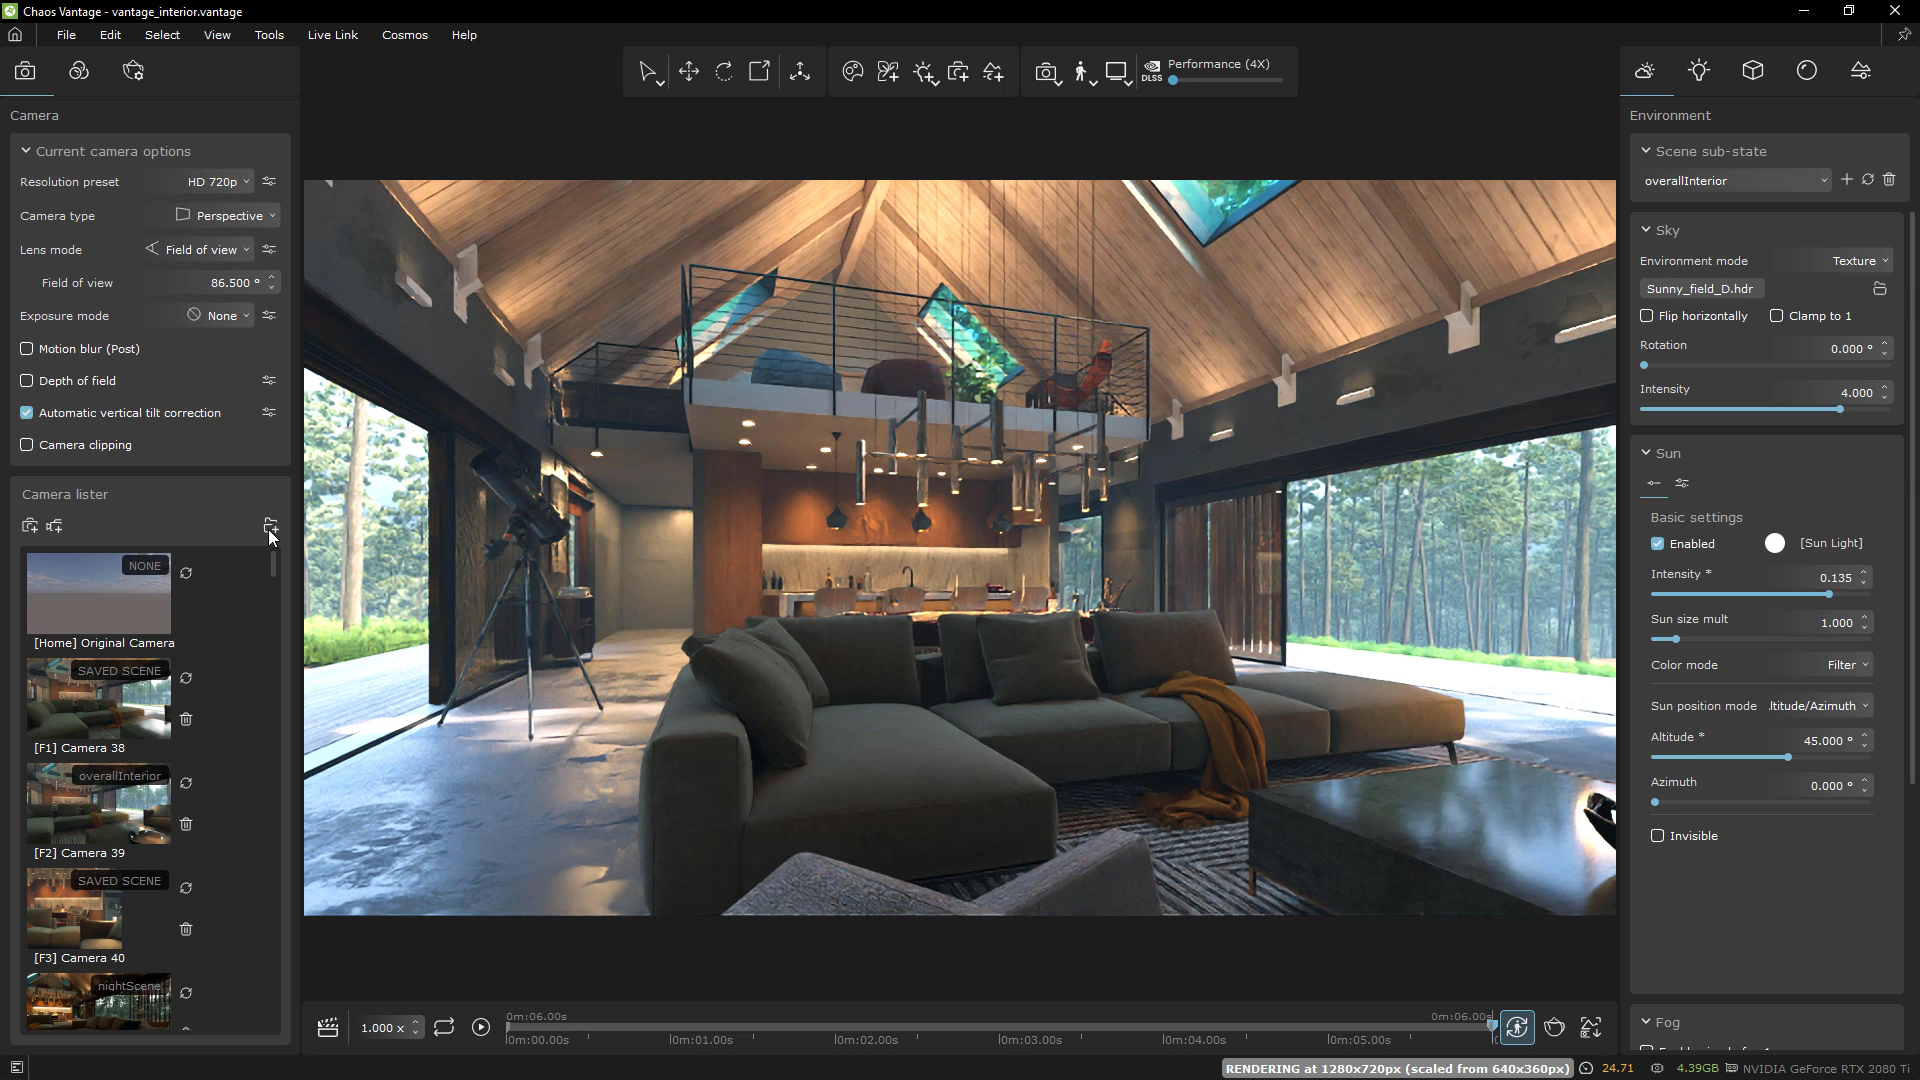 Chaos Vantage - vantage_interior.vantage
File Edit Select View Tools Live Link Cosmos Help
DLSS Performance (4X)
Camera
Current camera options
Resolution preset HD 720p
Camera type Perspective
Lens mode Field of view
Field of view 86.500 °
Exposure mode None
Motion blur (Post)
Depth of field
Automatic vertical tilt correction
Camera clipping
Camera lister
NONE
[Home] Original Camera
SAVED SCENE
[F1] Camera 38
overallInterior
[F2] Camera 39
SAVED SCENE
[F3] Camera 40
nightScene
1.000 x
0m:06.00s 0m:06.00s
0m:00.00s 0m:01.00s 0m:02.00s 0m:03.00s 0m:04.00s 0m:05.00s
Environment
Scene sub-state
overallInterior
Sky
Environment mode Texture
Sunny_field_D.hdr
Flip horizontally Clamp to 1
Rotation 0.000 °
Intensity 4.000
Sun
Basic settings
Enabled [Sun Light]
Intensity * 0.135
Sun size mult 1.000
Color mode Filter
Sun position mode ltitude/Azimuth
Altitude * 45.000 °
Azimuth 0.000 °
Invisible
Fog
RENDERING at 1280x720px (scaled from 640x360px) 24.71 4.39GB NVIDIA GeForce RTX 2080 Ti